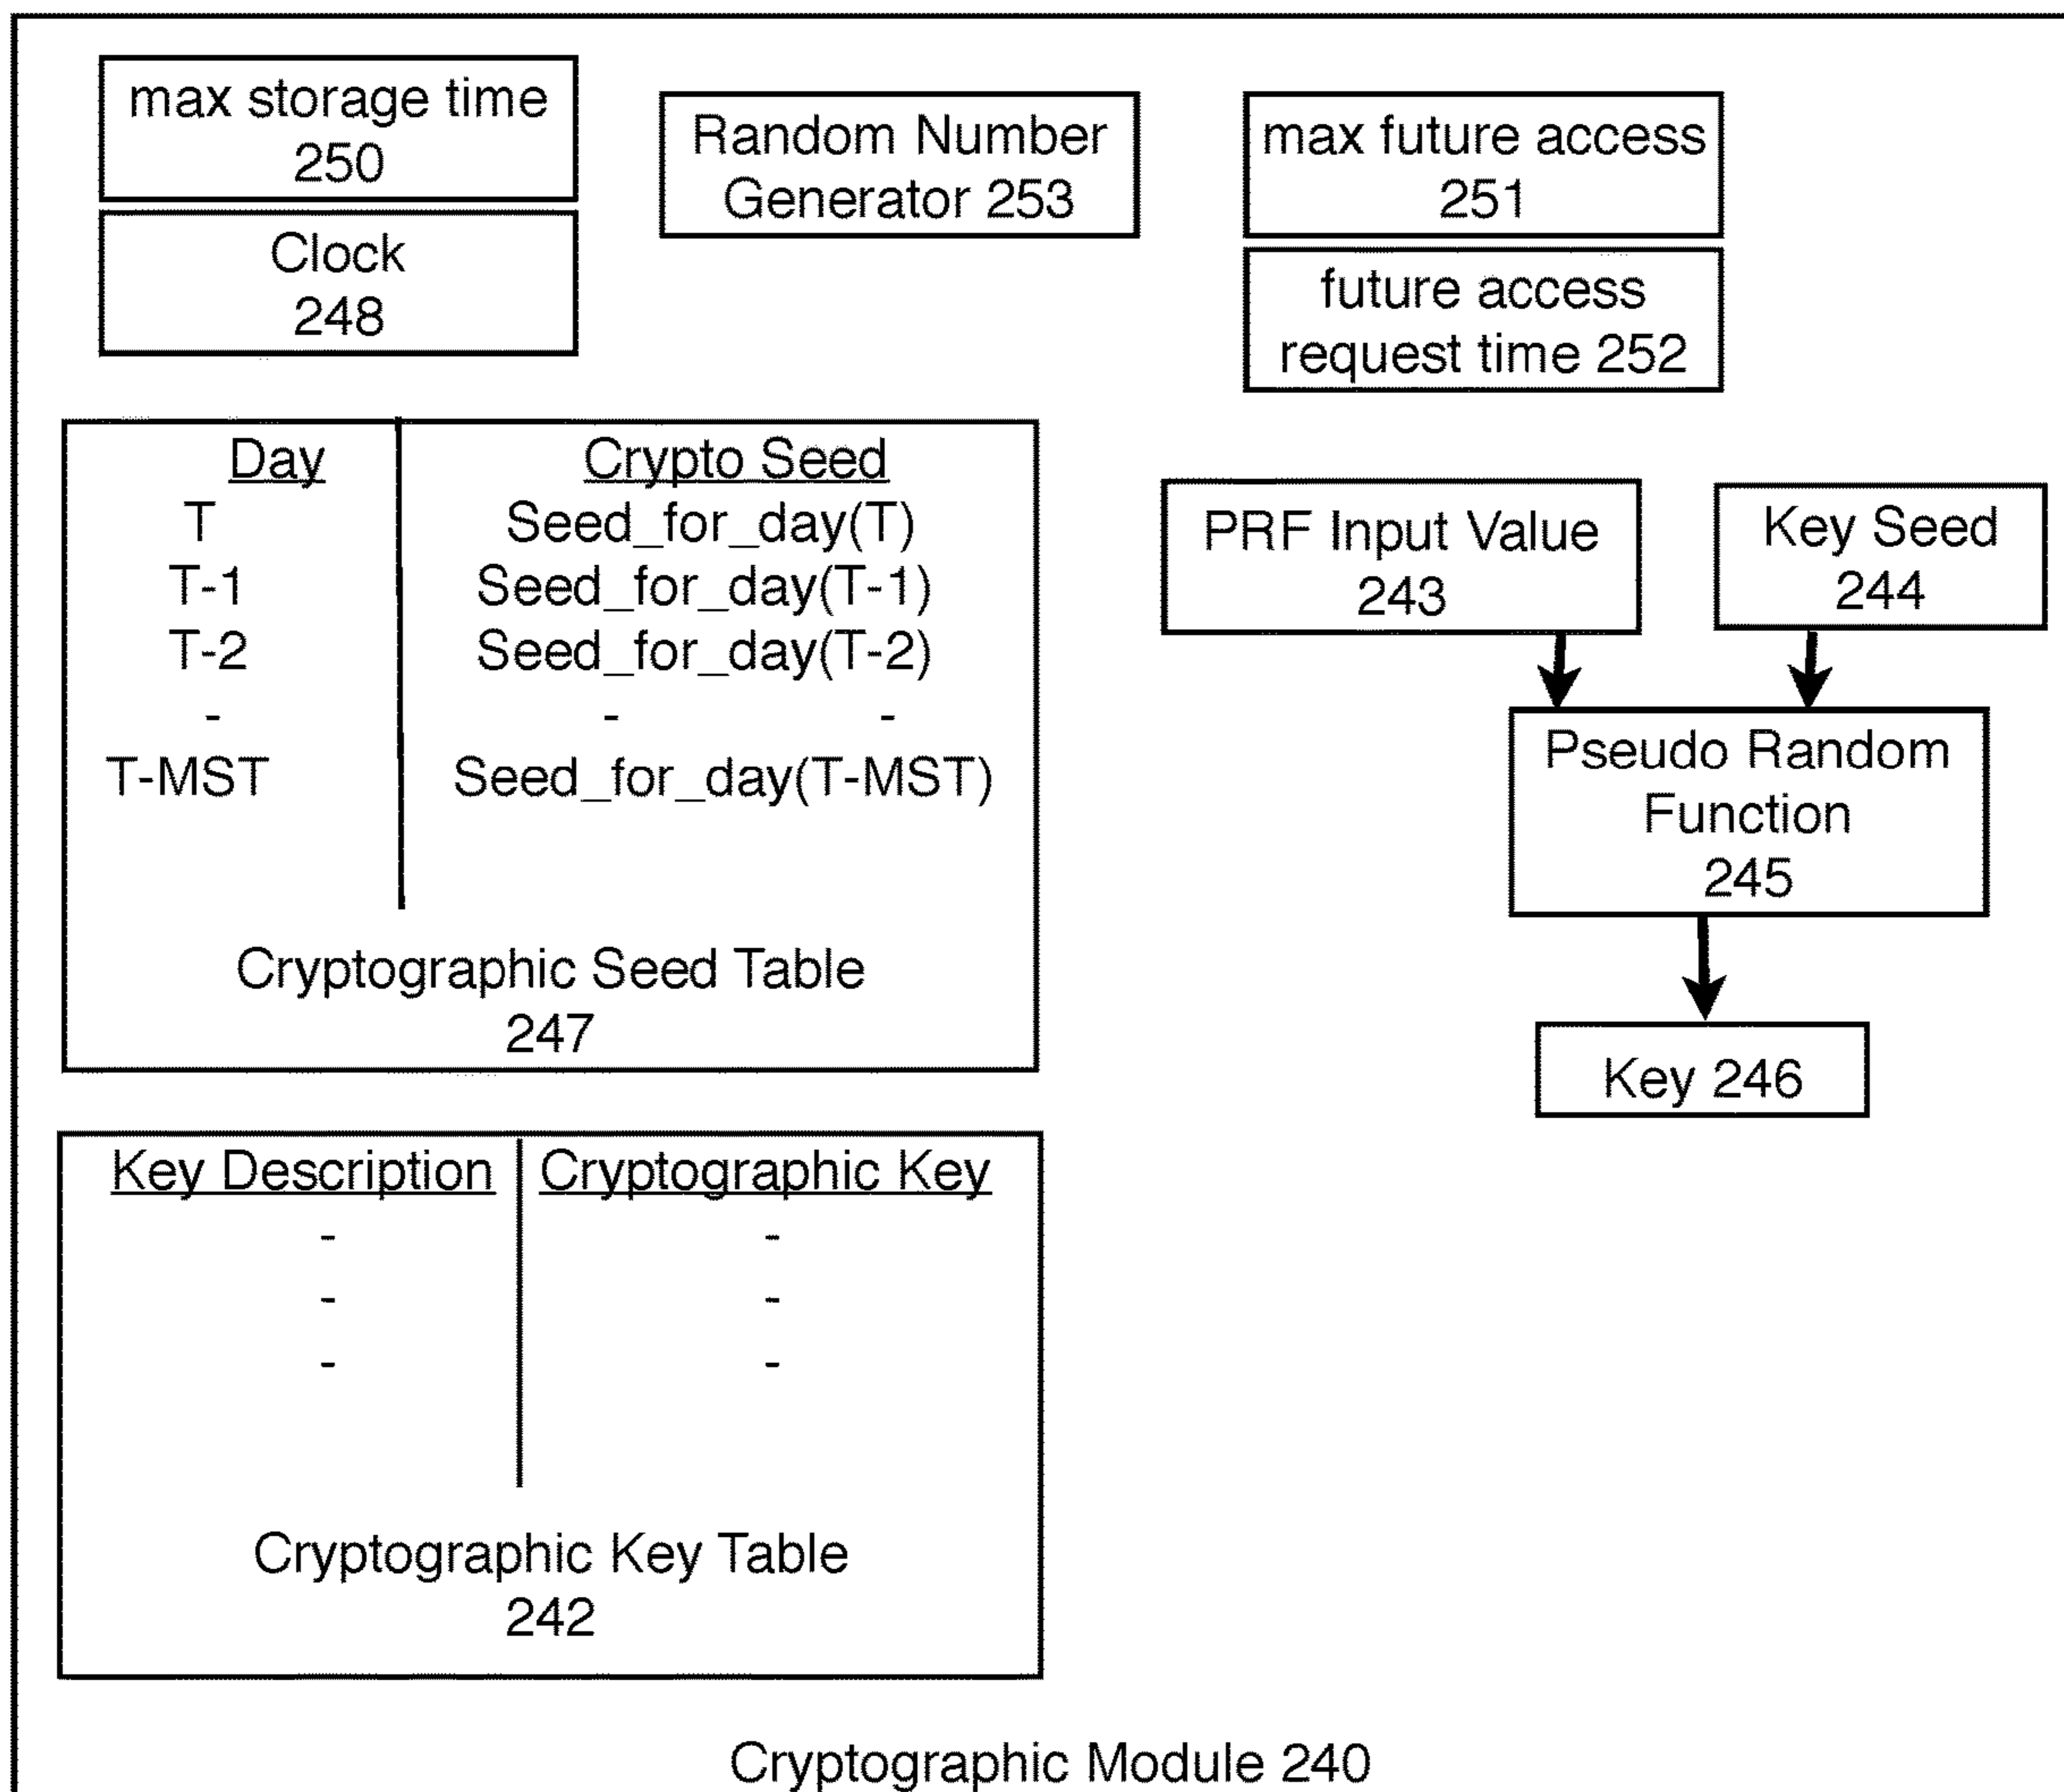 max storage time
250
Clock
248
Random Number
Generator 253
max future access
251
future access
request time 252
Day Crypto Seed
T Seed_for_day(T)
T-1 Seed_for_day(T-1)
T-2 Seed_for_day(T-2)
- - -
T-MST Seed_for_day(T-MST)
Cryptographic Seed Table
247
PRF Input Value
243
Key Seed
244
Pseudo Random
Function
245
Key 246
Key Description Cryptographic Key
- -
- -
- -
Cryptographic Key Table
242
Cryptographic Module 240